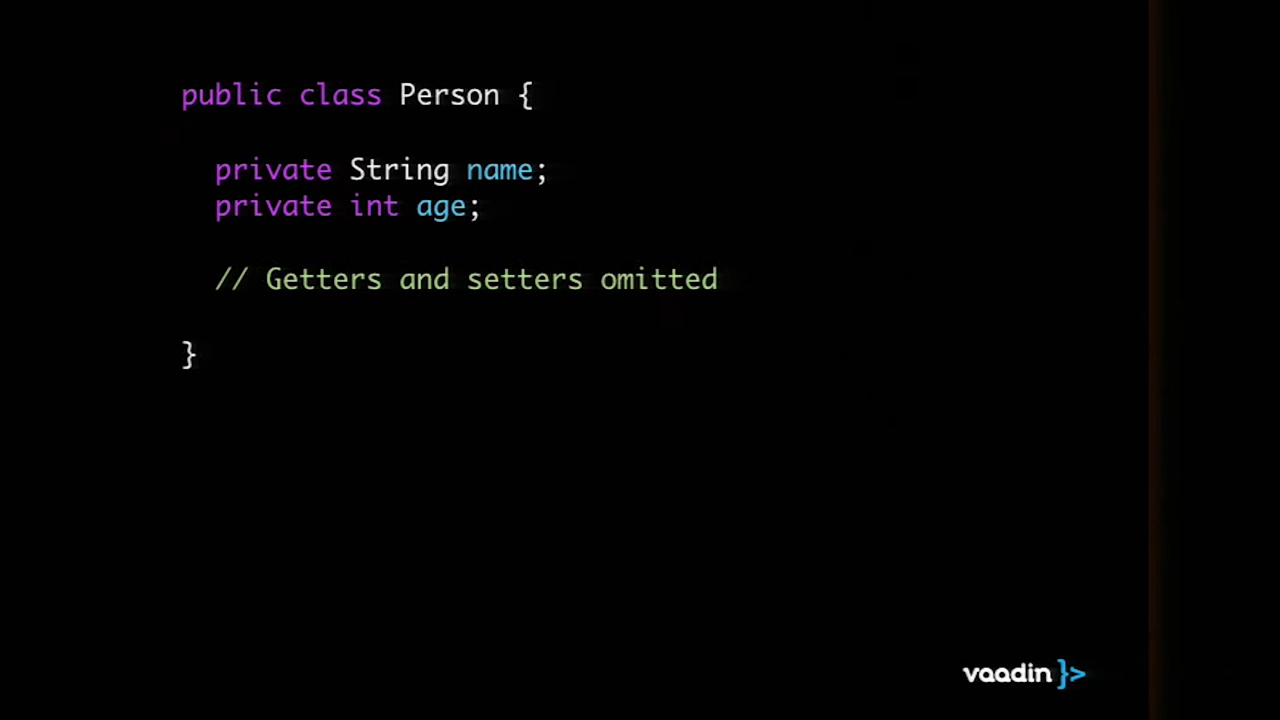 public class Person {
private String name;
private int age;
// Getters and setters omitted
}
vaadin }>